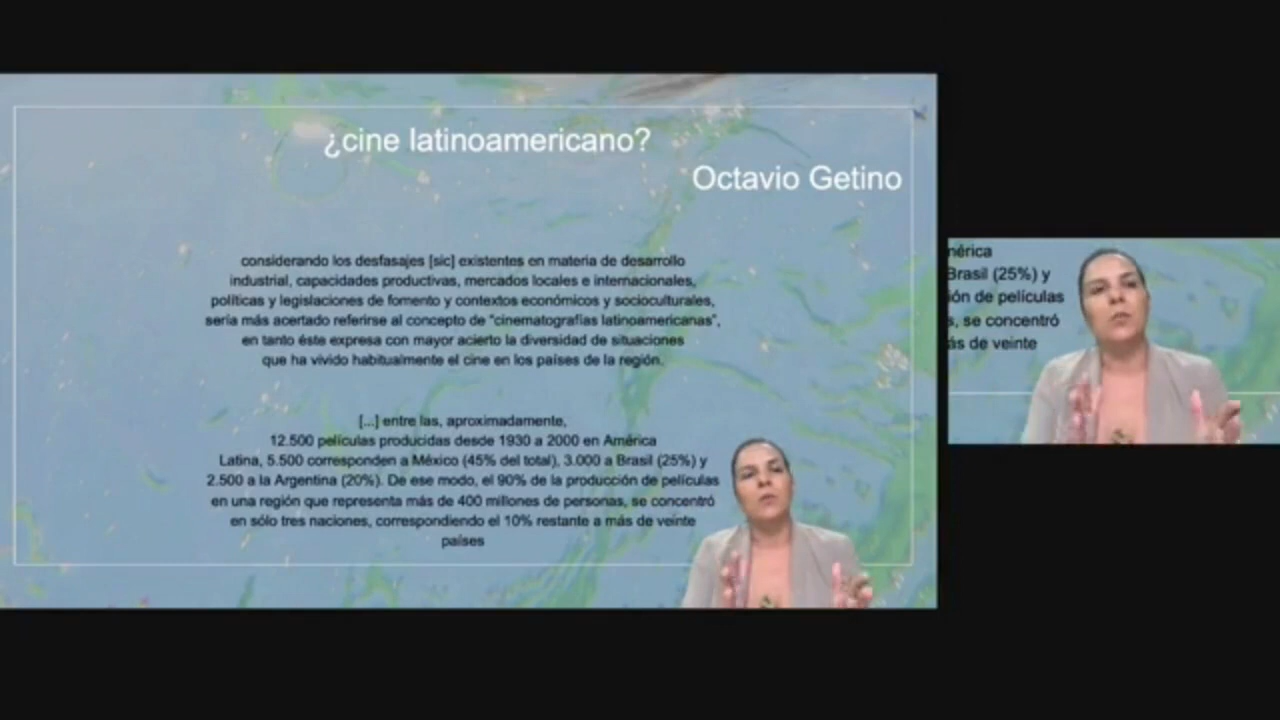 ¿cine latinoamericano?
Octavio Getino
considerando los desfasajes [sic] existentes en materia de desarrollo
industrial, capacidades productivas, mercados locales e internacionales,
políticas y legislaciones de fomento y contextos económicos y socioculturales,
sería más acertado referirse al concepto de “cinematografías latinoamericanas”,
en tanto éste expresa con mayor acierto la diversidad de situaciones
que ha vivido habitualmente el cine en los países de la región.
[...] entre las, aproximadamente,
12.500 películas producidas desde 1930 a 2000 en América
Latina, 5.500 corresponden a México (45% del total), 3.000 a Brasil (25%) y
2.500 a la Argentina (20%). De ese modo, el 90% de la producción de películas
en una región que representa más de 400 millones de personas, se concentró
en sólo tres naciones, correspondiendo el 10% restante a más de veinte
países
nérica
Brasil (25%) y
ión de películas
s, se concentró
ás de veinte